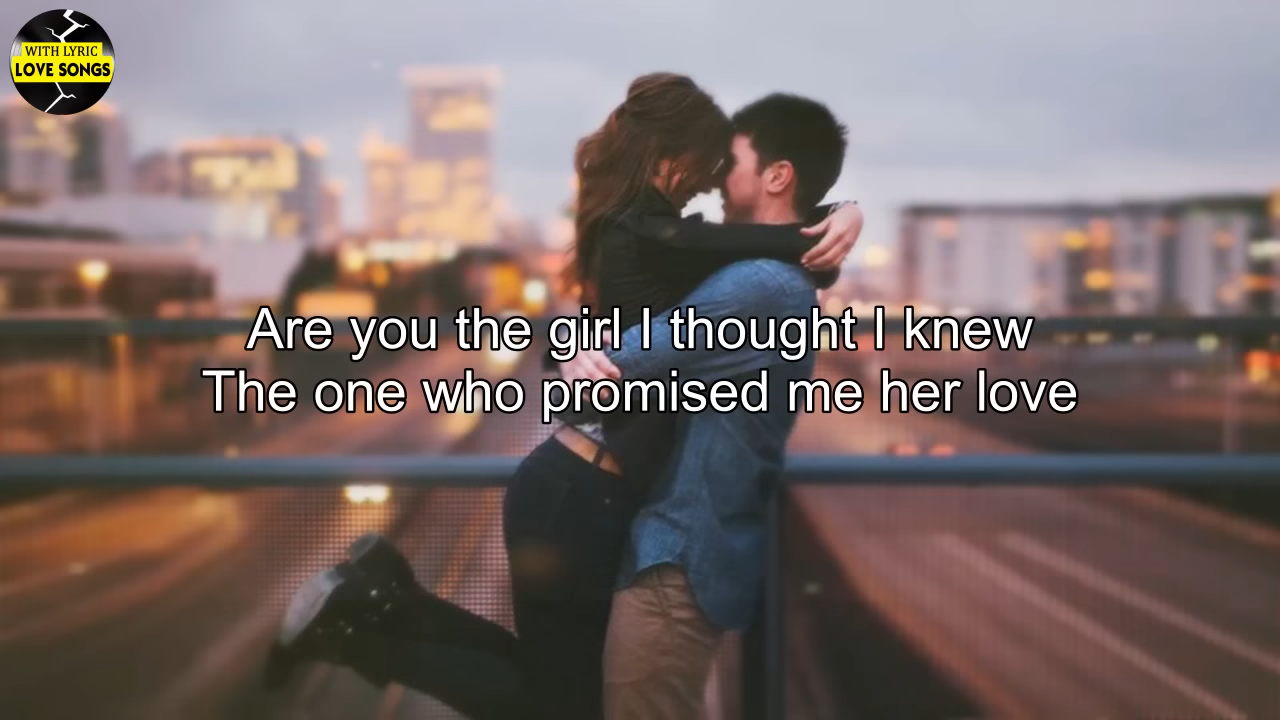 WITH LYRIC
LOVE SONGS
Are you the girl I thought I knew
The one who promised me her love